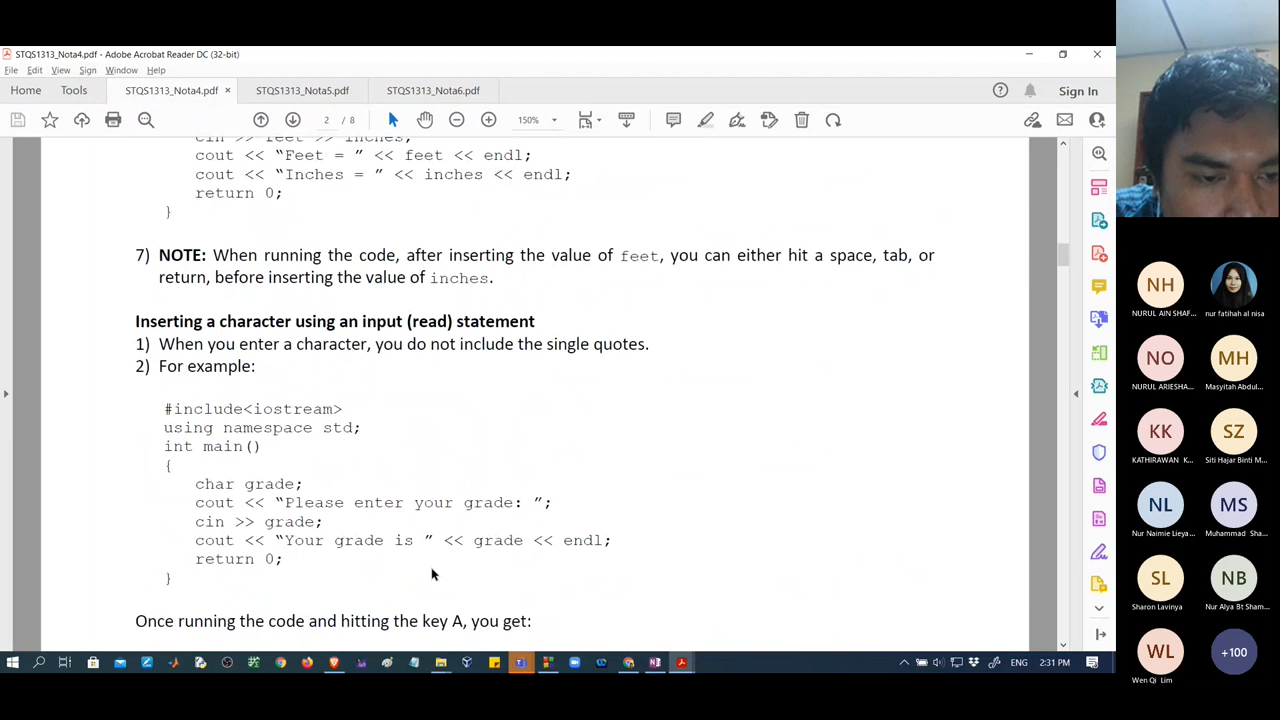 STQS1313_Nota4.pdf - Adobe Acrobat Reader DC (32-bit)
File Edit View Sign Window Help
Home Tools STQS1313_Nota4.pdf × STQS1313_Nota5.pdf STQS1313_Nota6.pdf Sign In
2 / 8 150%
cin >> feet >> inches;
cout << “Feet = ” << feet << endl;
cout << “Inches = ” << inches << endl;
return 0;
}
7) NOTE: When running the code, after inserting the value of feet, you can either hit a space, tab, or
return, before inserting the value of inches.
Inserting a character using an input (read) statement
1) When you enter a character, you do not include the single quotes.
2) For example:
#include<iostream>
using namespace std;
int main()
{
char grade;
cout << “Please enter your grade: ”;
cin >> grade;
cout << “Your grade is ” << grade << endl;
return 0;
}
Once running the code and hitting the key A, you get:
ENG 2:31 PM
NH
NURUL AIN SHAF...
nur fatihah al nisa
NO
NURUL ARIESHA...
MH
Masyitah Abdul...
KK
KATHIRAWAN K...
SZ
Siti Hajar Binti M...
NL
Nur Naimie Lieya...
MS
Muhammad Sha...
SL
Sharon Lavinya
NB
Nur Alya Bt Sham...
WL
Wen Qi Lim
+100